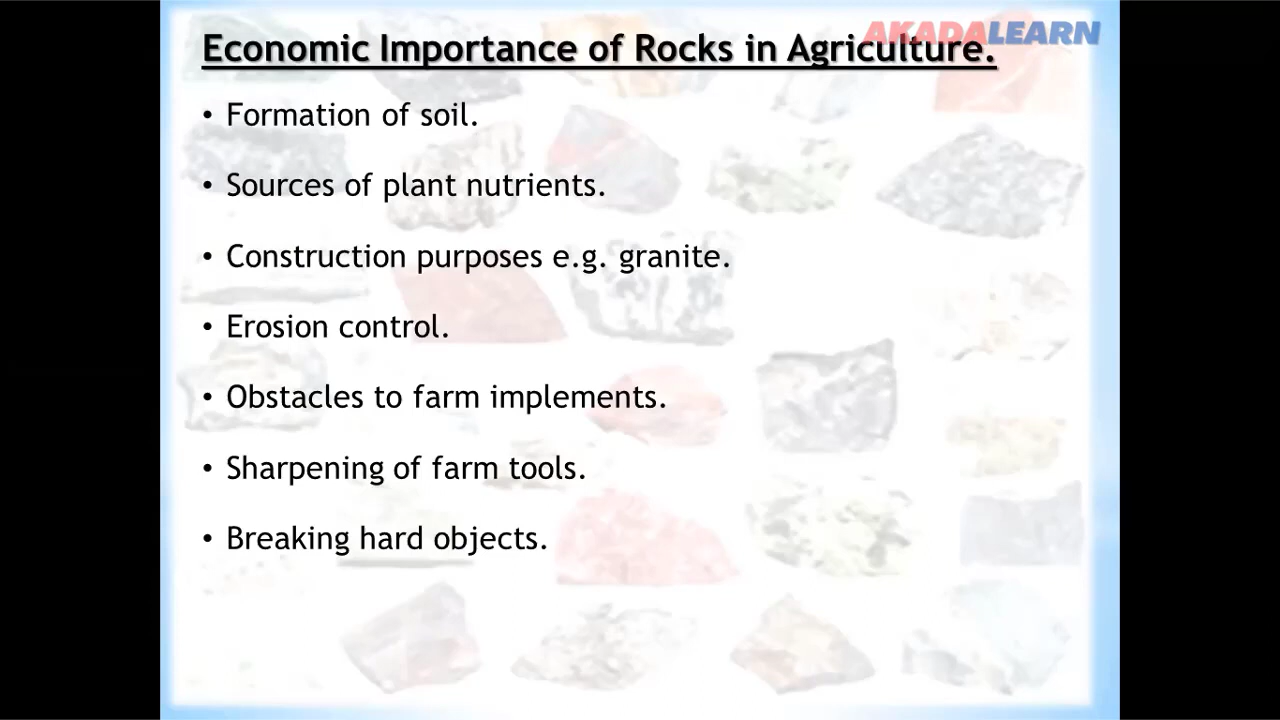 AKADALEARN
Economic Importance of Rocks in Agriculture.
• Formation of soil.
• Sources of plant nutrients.
• Construction purposes e.g. granite.
• Erosion control.
• Obstacles to farm implements.
• Sharpening of farm tools.
• Breaking hard objects.